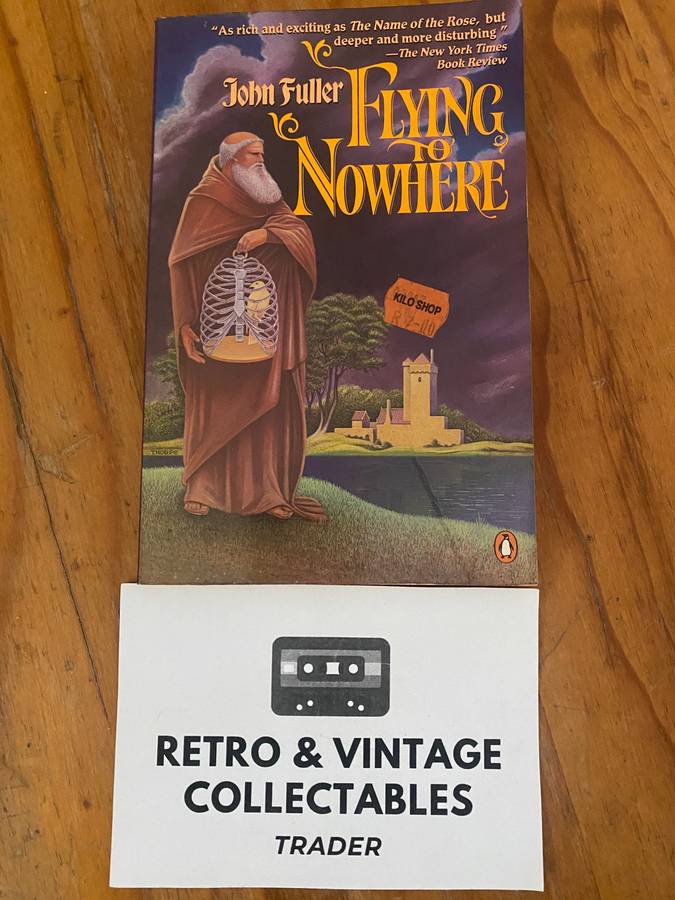 "As rich and exciting as The Name of the Rose, but
deeper and more disturbing"
—The New York Times
Book Review
John Fuller
FLYING
TO
NOWHERE
KILO SHOP
THORPE
RETRO & VINTAGE
COLLECTABLES
TRADER